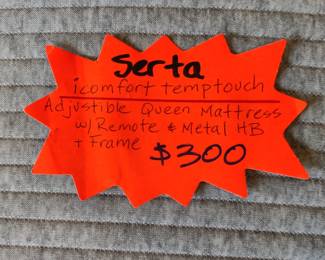 Serta
icomfort temptouch
Adjustible Queen Mattress
w/ Remote & Metal HB
+ Frame $300